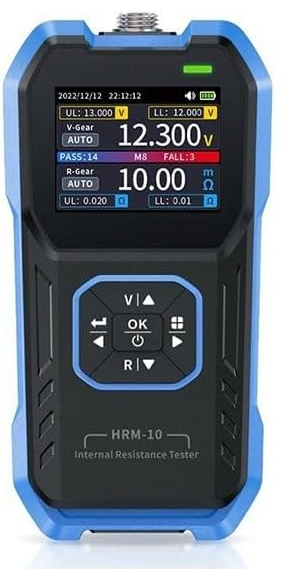 2022/12/12 22:12:12
UL: 13.000 V LL: 12.000 V
V-Gear
AUTO 12.300 V
PASS:14 M8 FALL:3
R-Gear
AUTO 10.00 mΩ
UL: 0.020 Ω LL: 0.01 Ω
V|▲
OK
R|▼
HRM-10
Internal Resistance Tester